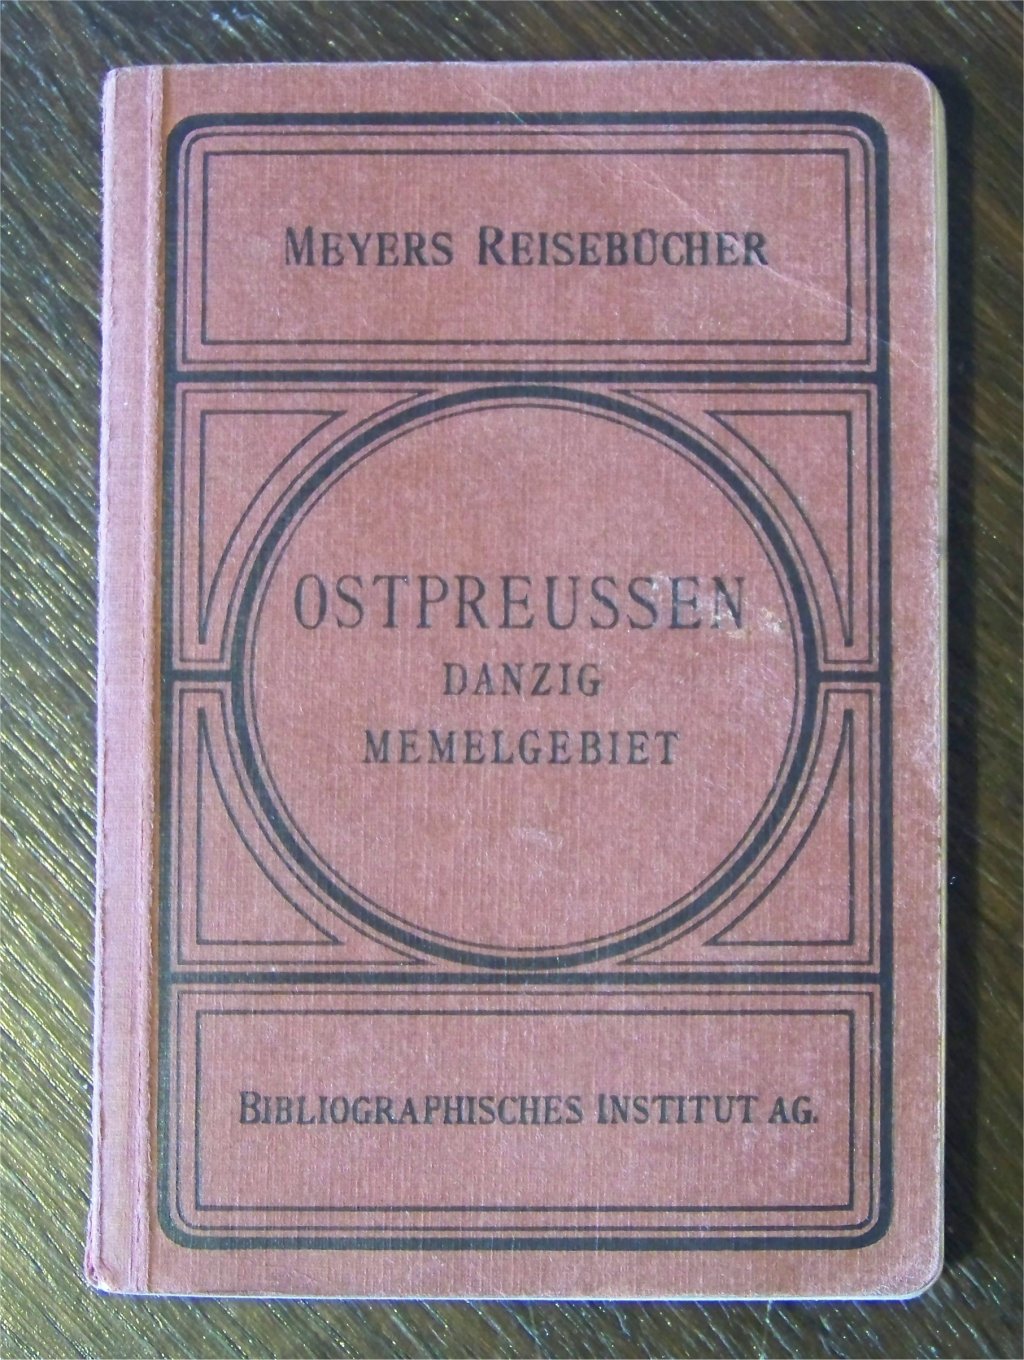 MEYERS REISEBÜCHER
OSTPREUSSEN
DANZIG
MEMELGEBIET
BIBLIOGRAPHISCHES INSTITUT AG.